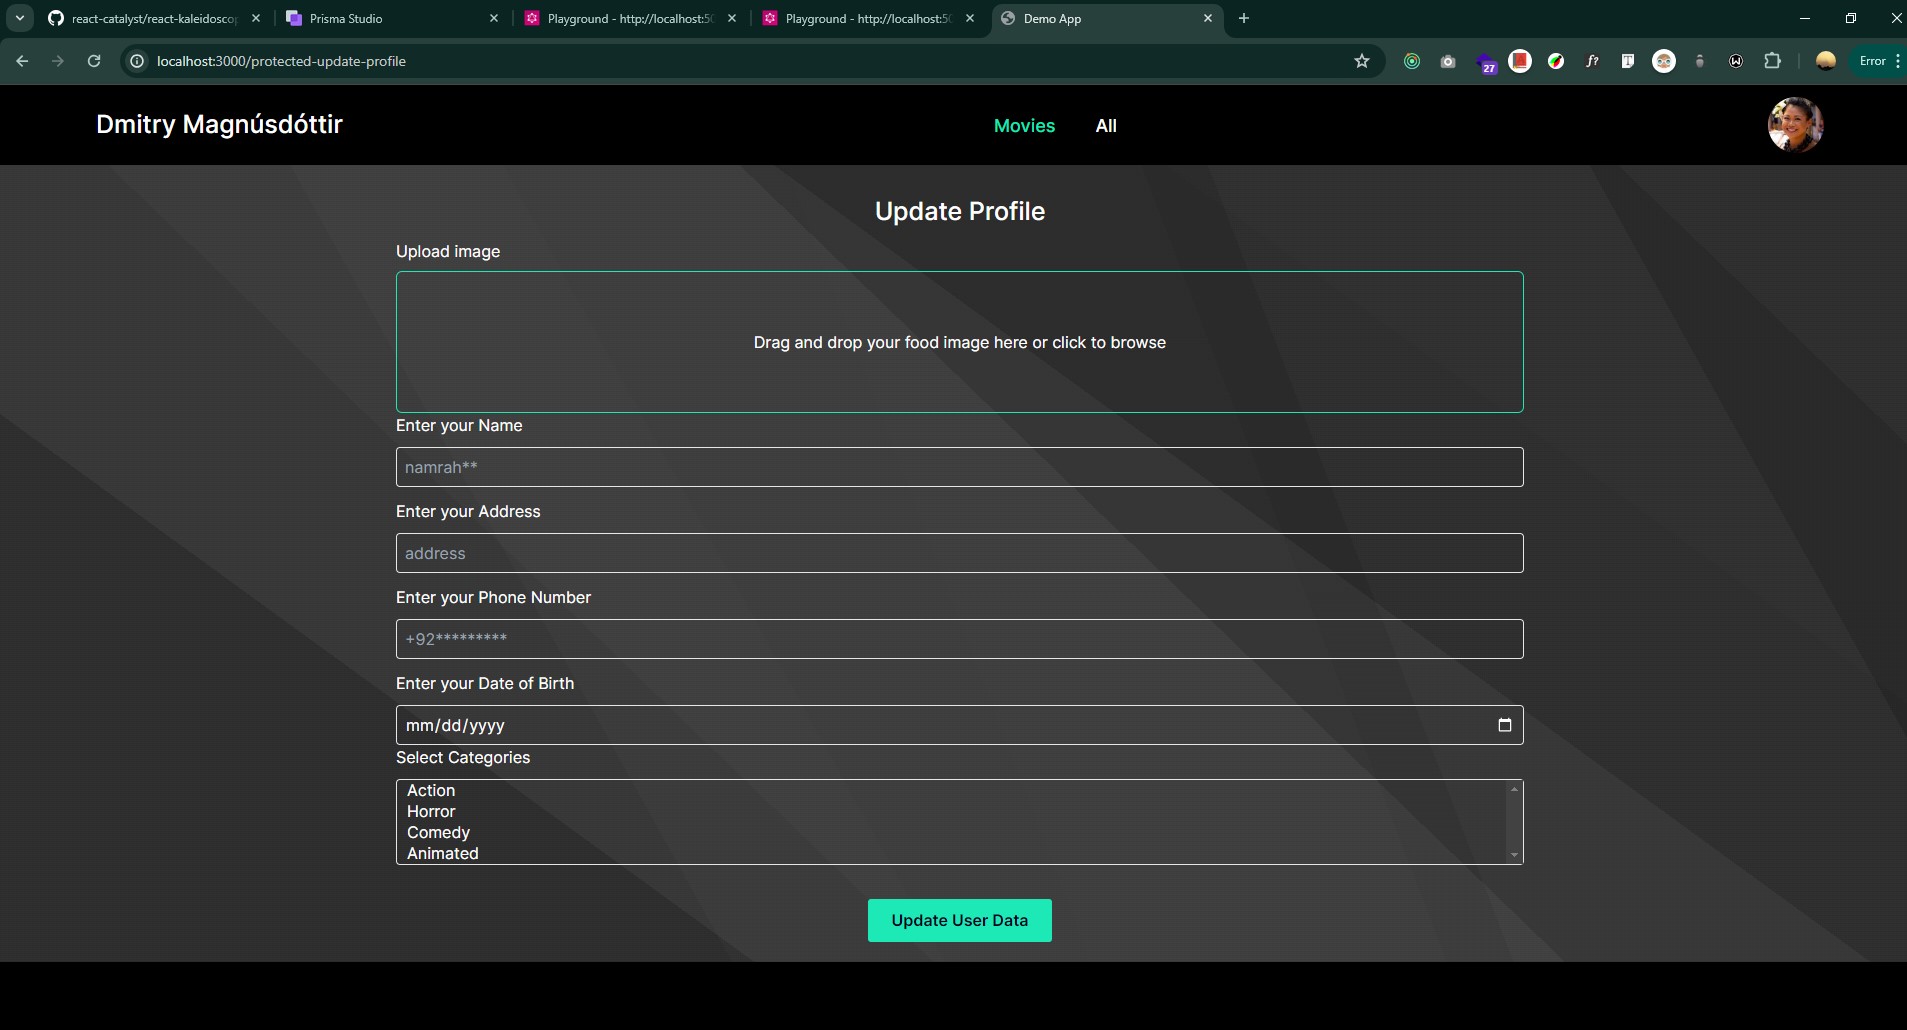 react-catalyst/react-kaleidosco
Prisma Studio
Playground - http://localhost:50
Playground - http://localhost:50
Demo App
localhost:3000/protected-update-profile
27
f?
T
W
Error
Dmitry Magnúsdóttir
Movies
All
Update Profile
Upload image
Drag and drop your food image here or click to browse
Enter your Name
namrah**
Enter your Address
address
Enter your Phone Number
+92*********
Enter your Date of Birth
mm/dd/yyyy
Select Categories
Action
Horror
Comedy
Animated
Update User Data